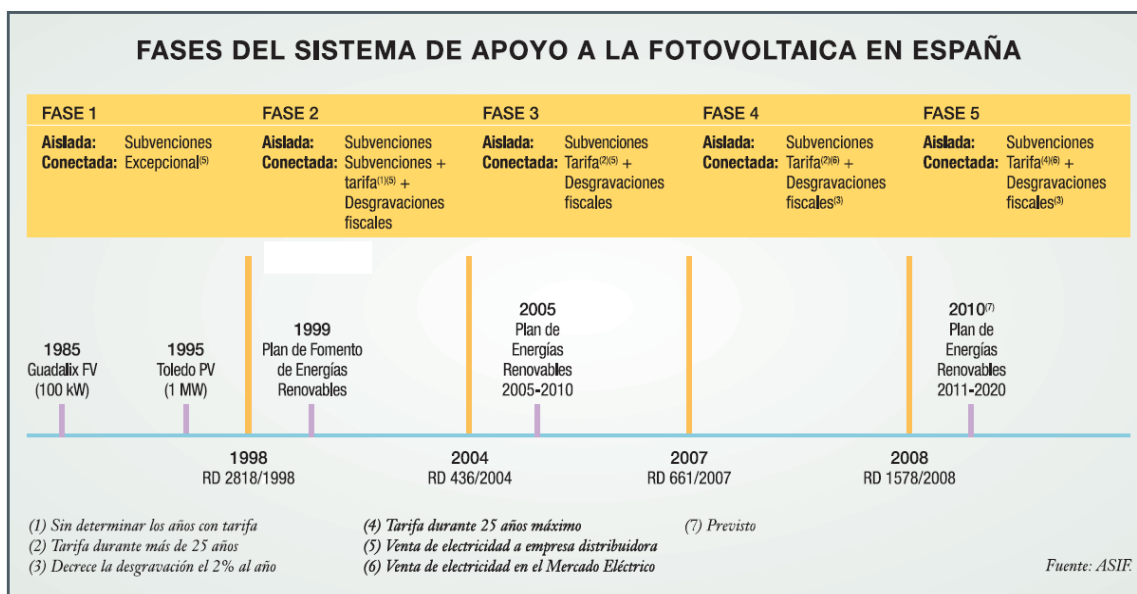 FASES DEL SISTEMA DE APOYO A LA FOTOVOLTAICA EN ESPAÑA
FASE 1
Aislada: Subvenciones
Conectada: Excepcional(5)
FASE 2
Aislada: Subvenciones
Conectada: Subvenciones +
tarifa(1)(5) +
Desgravaciones
fiscales
FASE 3
Aislada: Subvenciones
Conectada: Tarifa(2)(5) +
Desgravaciones
fiscales
FASE 4
Aislada: Subvenciones
Conectada: Tarifa(2)(6) +
Desgravaciones
fiscales(3)
FASE 5
Aislada: Subvenciones
Conectada: Tarifa(4)(6) +
Desgravaciones
fiscales(3)
1985
Guadalix FV
(100 kW)
1995
Toledo PV
(1 MW)
1999
Plan de Fomento
de Energías
Renovables
2005
Plan de
Energías
Renovables
2005-2010
2010(7)
Plan de
Energías
Renovables
2011-2020
1998
RD 2818/1998
2004
RD 436/2004
2007
RD 661/2007
2008
RD 1578/2008
(1) Sin determinar los años con tarifa
(2) Tarifa durante más de 25 años
(3) Decrece la desgravación el 2% al año
(4) Tarifa durante 25 años máximo
(5) Venta de electricidad a empresa distribuidora
(6) Venta de electricidad en el Mercado Eléctrico
(7) Previsto
Fuente: ASIF.